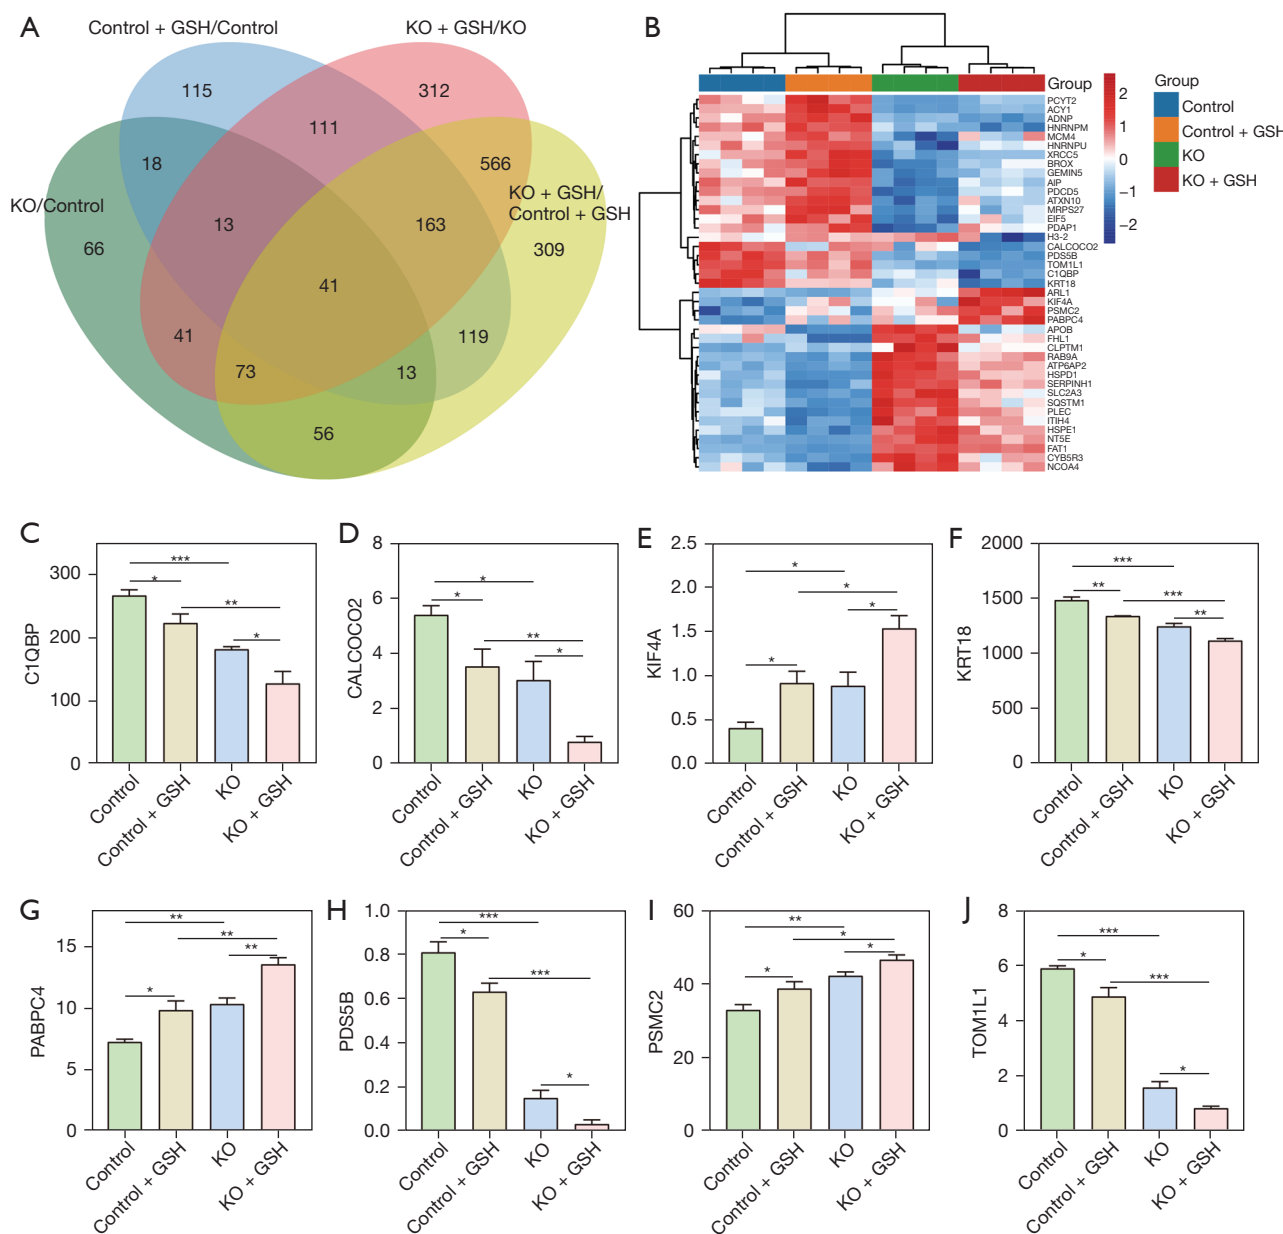 A
Control + GSH/Control
KO + GSH/KO
KO/Control
KO + GSH/
Control + GSH
115
312
111
18
566
13
163
66
309
41
41
119
73
13
56
B
Group
PCYT2
ACY1
ADNP
HNRNPM
MCM4
HNRNPU
XRCC5
BROX
GEMIN5
AIP
PDCD5
ATXN10
MRPS27
EIF5
PDAP1
H3-2
CALCOCO2
PDS5B
TOM1L1
C1QBP
KRT18
ARL1
KIF4A
PSMC2
PABPC4
APOB
FHL1
CLPTM1
RAB9A
ATP6AP2
HSPD1
SERPINH1
SLC2A3
SQSTM1
PLEC
ITIH4
HSPE1
NT5E
FAT1
CYB5R3
NCOA4
2
1
0
−1
−2
Group
Control
Control + GSH
KO
KO + GSH
C
C1QBP
300
200
100
0
***
*
**
*
Control
Control + GSH
KO
KO + GSH
D
CALCOCO2
8
6
4
2
0
*
*
**
*
Control
Control + GSH
KO
KO + GSH
E
KIF4A
2.5
2.0
1.5
1.0
0.5
0.0
*
*
*
*
Control
Control + GSH
KO
KO + GSH
F
KRT18
2000
1500
1000
500
0
***
**
***
**
Control
Control + GSH
KO
KO + GSH
G
PABPC4
15
10
5
0
**
**
**
*
Control
Control + GSH
KO
KO + GSH
H
PDS5B
1.0
0.8
0.6
0.4
0.2
0.0
***
*
***
*
Control
Control + GSH
KO
KO + GSH
I
PSMC2
60
40
20
0
**
*
*
*
Control
Control + GSH
KO
KO + GSH
J
TOM1L1
8
6
4
2
0
***
*
***
*
Control
Control + GSH
KO
KO + GSH